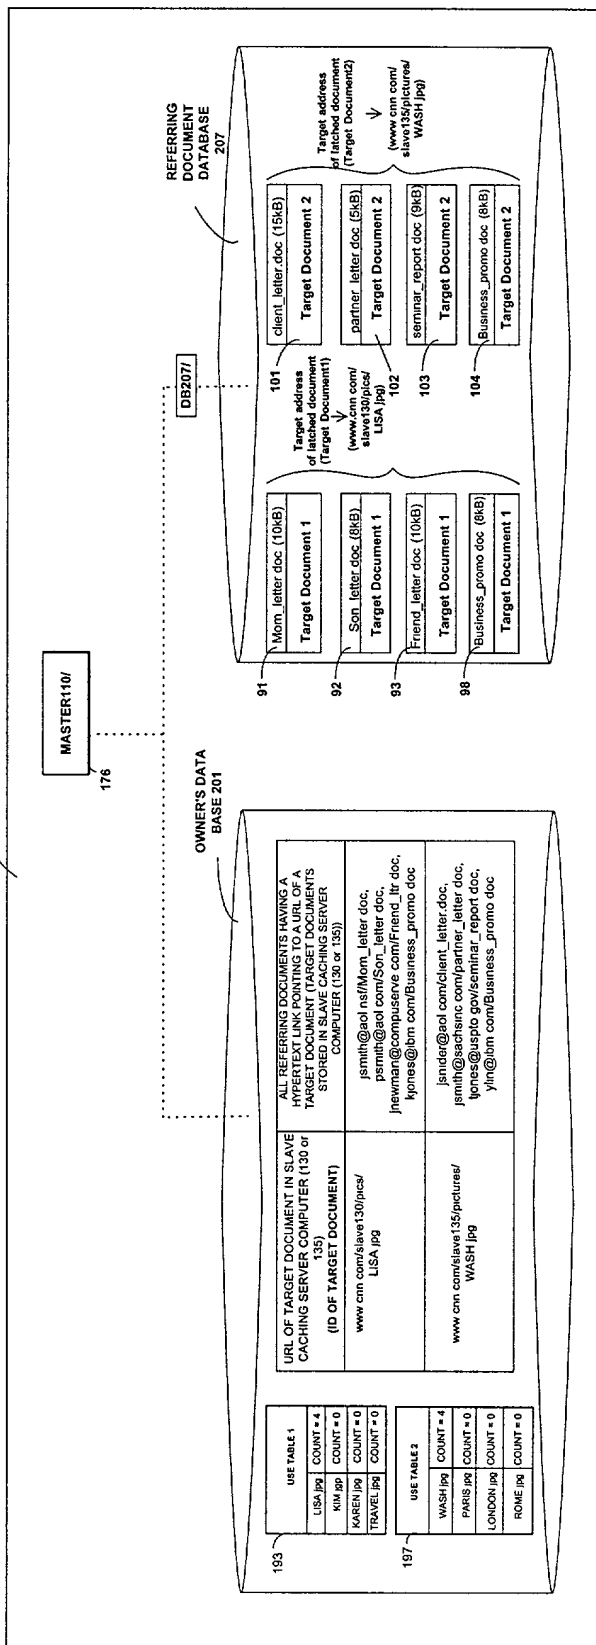 MASTER110/
176
OWNER'S DATA
BASE 201
USE TABLE 1
LISA jpg COUNT = 4
KIM jgp COUNT = 0
KAREN jpg COUNT = 0
TRAVEL jpg COUNT = 0
193
USE TABLE 2
WASH jpg COUNT = 4
PARIS jpg COUNT = 0
LONDON jpg COUNT = 0
ROME jpg COUNT = 0
197
URL OF TARGET DOCUMENT IN SLAVE
CACHING SERVER COMPUTER (130 or
135)
(ID OF TARGET DOCUMENT)
ALL REFERRING DOCUMENTS HAVING A
HYPERTEXT LINK POINTING TO A URL OF A
TARGET DOCUMENT (TARGET DOCUMENTS
STORED IN SLAVE CACHING SERVER
COMPUTER (130 or 135))
www cnn com/slave130/pics/
LISA jpg
jsmith@aol nsf/Mom_letter doc,
psmith@aol com/Son_letter doc,
jnewman@compuserve com/Friend_ltr doc,
kjones@ibm com/Business_promo doc
www cnn com/slave135/pictures/
WASH jpg
jsnider@aol com/client_letter.doc,
jsmith@sachsinc com/partner_letter doc,
tjones@uspto gov/seminar_report doc,
ylin@ibm com/Business_promo doc
DB207/
REFERRING
DOCUMENT
DATABASE
207
Mom_letter doc (10kB)
Target Document 1
91
Son_letter doc (8kB)
Target Document 1
92
Friend_letter doc (10kB)
Target Document 1
93
Business_promo doc (8kB)
Target Document 1
98
Target address
of latched document
(Target Document1)
(www.cnn com/
slave130/pics/
LISA jpg)
client_letter.doc (15kB)
Target Document 2
101
partner_letter doc (5kB)
Target Document 2
102
seminar_report doc (9kB)
Target Document 2
103
Business_promo doc (8kB)
Target Document 2
104
Target address
of latched document
(Target Document2)
(www cnn com/
slave135/pictures/
WASH jpg)